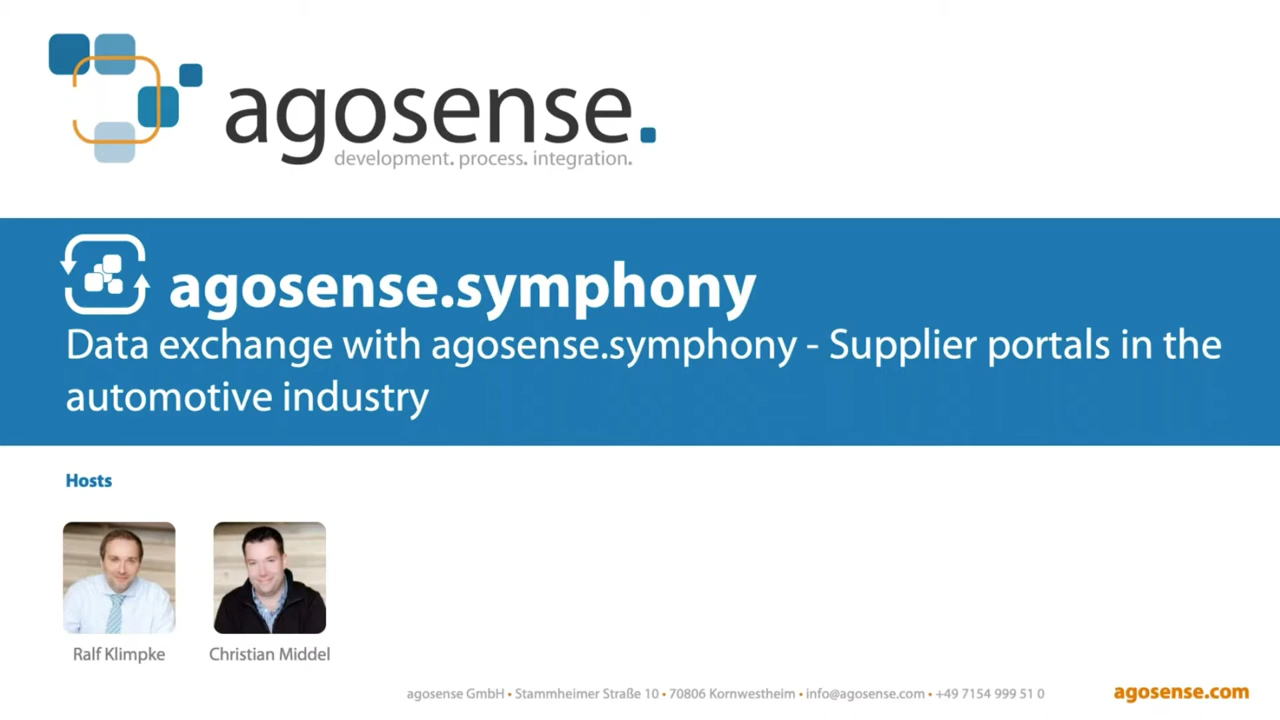 agosense.
development. process. integration.
agosense.symphony
Data exchange with agosense.symphony - Supplier portals in the
automotive industry
Hosts
Ralf Klimpke
Christian Middel
agosense GmbH • Stammheimer Straße 10 • 70806 Kornwestheim • info@agosense.com • +49 7154 999 51 0
agosense.com